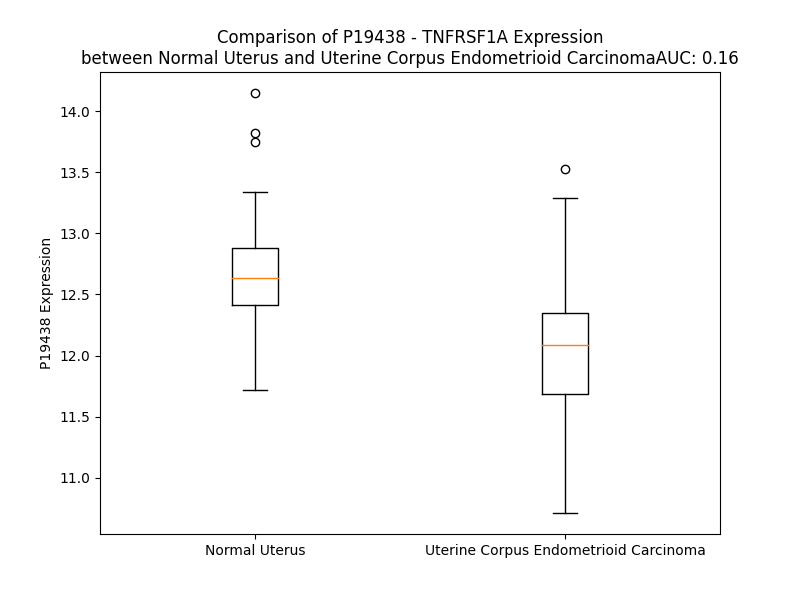 Comparison of P19438 - TNFRSF1A Expression
between Normal Uterus and Uterine Corpus Endometrioid CarcinomaAUC: 0.16
P19438 Expression
14.0
13.5
13.0
12.5
12.0
11.5
11.0
Normal Uterus
Uterine Corpus Endometrioid Carcinoma